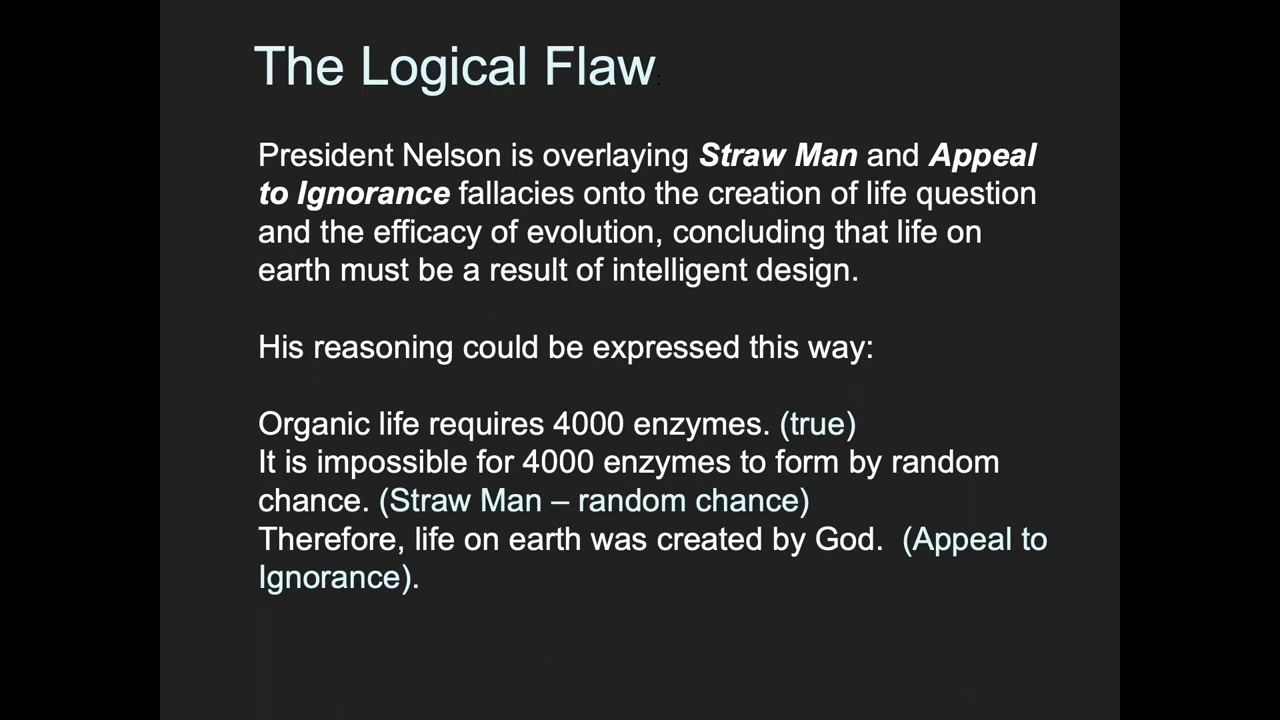 The Logical Flaw:
President Nelson is overlaying Straw Man and Appeal
to Ignorance fallacies onto the creation of life question
and the efficacy of evolution, concluding that life on
earth must be a result of intelligent design.
His reasoning could be expressed this way:
Organic life requires 4000 enzymes. (true)
It is impossible for 4000 enzymes to form by random
chance. (Straw Man – random chance)
Therefore, life on earth was created by God. (Appeal to
Ignorance).